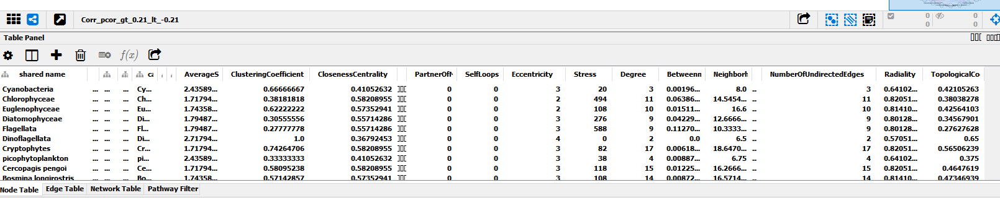 Corr_pcor_gt_0.21_lt_-0.21 0 0
0 0
Table Panel
f(x)
shared name ca AverageS ClusteringCoefficient ClosenessCentrality PartnerOfM SelfLoops Eccentricity Stress Degree Betweenn Neighborh NumberOfUndirectedEdges Radiality TopologicalCo
Cyanobacteria ... ... ... Cy... 2.43589... 0.66666667 0.41052632 0 0 3 20 3 0.00196... 8.0 ... 3 0.64102... 0.42105263
Chlorophyceae ... ... ... Ch... 1.71794... 0.38181818 0.58208955 0 0 2 494 11 0.06386... 14.5454... ... 11 0.82051... 0.38038278
Euglenophyceae ... ... ... Eu... 1.74358... 0.62222222 0.57352941 0 0 2 108 10 0.01511... 16.6 ... 10 0.81410... 0.42564103
Diatomophyceae ... ... ... Di... 1.79487... 0.30555556 0.55714286 0 0 3 276 9 0.04229... 12.6666... ... 9 0.80128... 0.34567901
Flagellata ... ... ... Fl... 1.79487... 0.27777778 0.55714286 0 0 3 588 9 0.11270... 10.3333... ... 9 0.80128... 0.27627628
Dinoflagellata ... ... ... Di... 2.71794... 1.0 0.36792453 0 0 4 0 2 0.0 6.5 ... 2 0.57051... 0.65
Cryptophytes ... ... ... Cr... 1.71794... 0.74264706 0.58208955 0 0 3 82 17 0.00618... 18.6470... ... 17 0.82051... 0.56506239
picophytoplankton ... ... ... pi... 2.43589... 0.33333333 0.41052632 0 0 3 38 4 0.00887... 6.75 ... 4 0.64102... 0.375
Cercopagis pengoi ... ... ... Ce... 1.71794... 0.58095238 0.58208955 0 0 3 118 15 0.01225... 16.2666... ... 15 0.82051... 0.4647619
Bosmina longirostris ... ... ... Bo... 1.74358... 0.57142857 0.57352941 0 0 3 108 14 0.00872... 16.5714... ... 14 0.81410... 0.47346939
Node Table Edge Table Network Table Pathway Filter